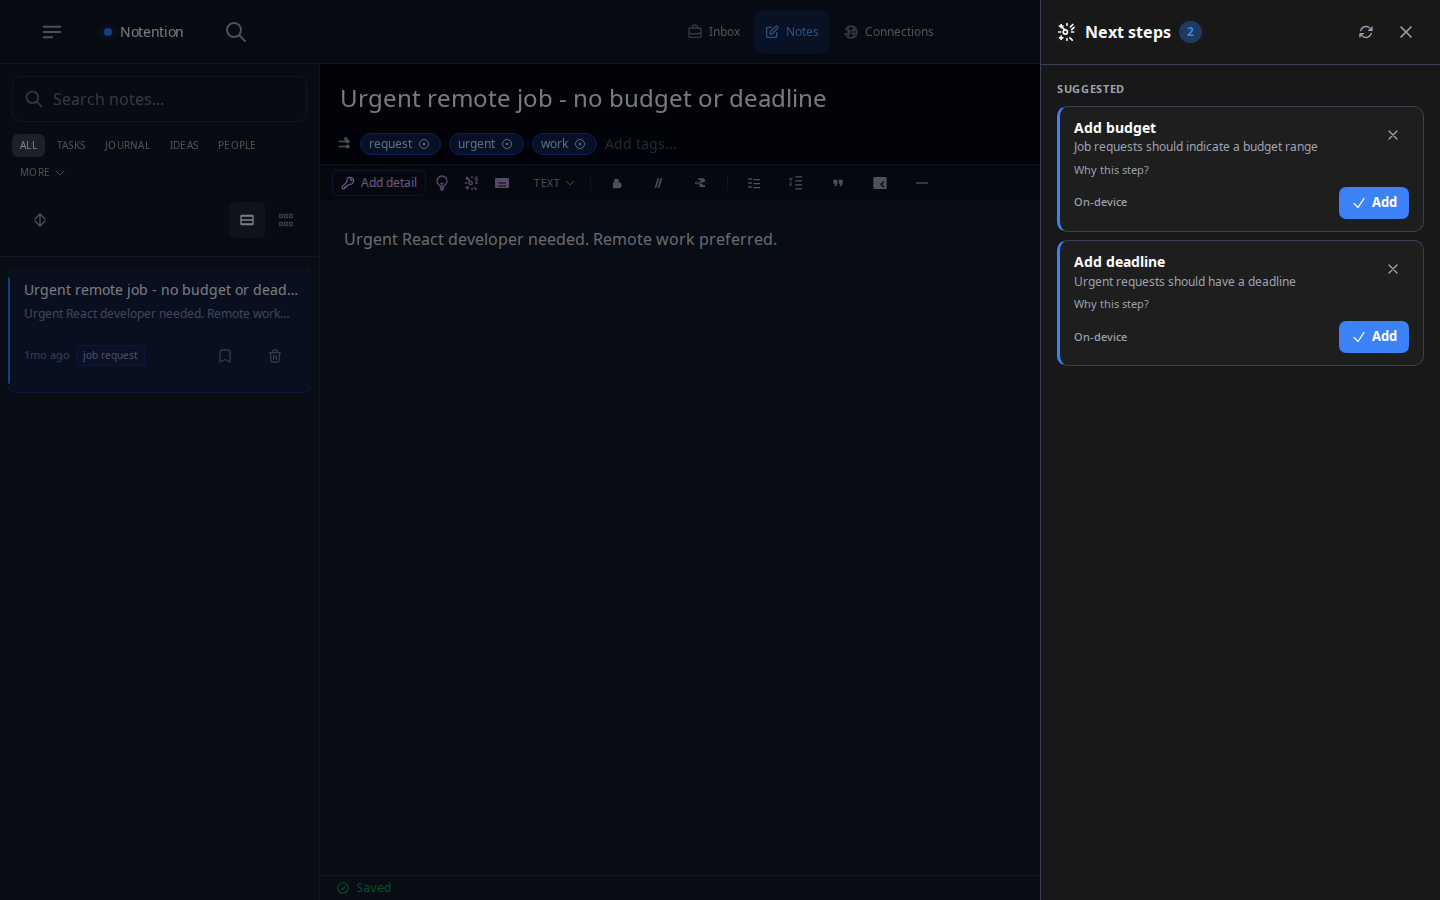 Notention
Inbox
Notes
Connections
Search notes...
ALL
TASKS
JOURNAL
IDEAS
PEOPLE
MORE
Urgent remote job - no budget or dead...
Urgent React developer needed. Remote work...
1mo ago
job request
Urgent remote job - no budget or deadline
request
urgent
work
Add tags...
Add detail
TEXT
Urgent React developer needed. Remote work preferred.
Saved
Next steps
2
SUGGESTED
Add budget
Job requests should indicate a budget range
Why this step?
On-device
Add
Add deadline
Urgent requests should have a deadline
Why this step?
On-device
Add